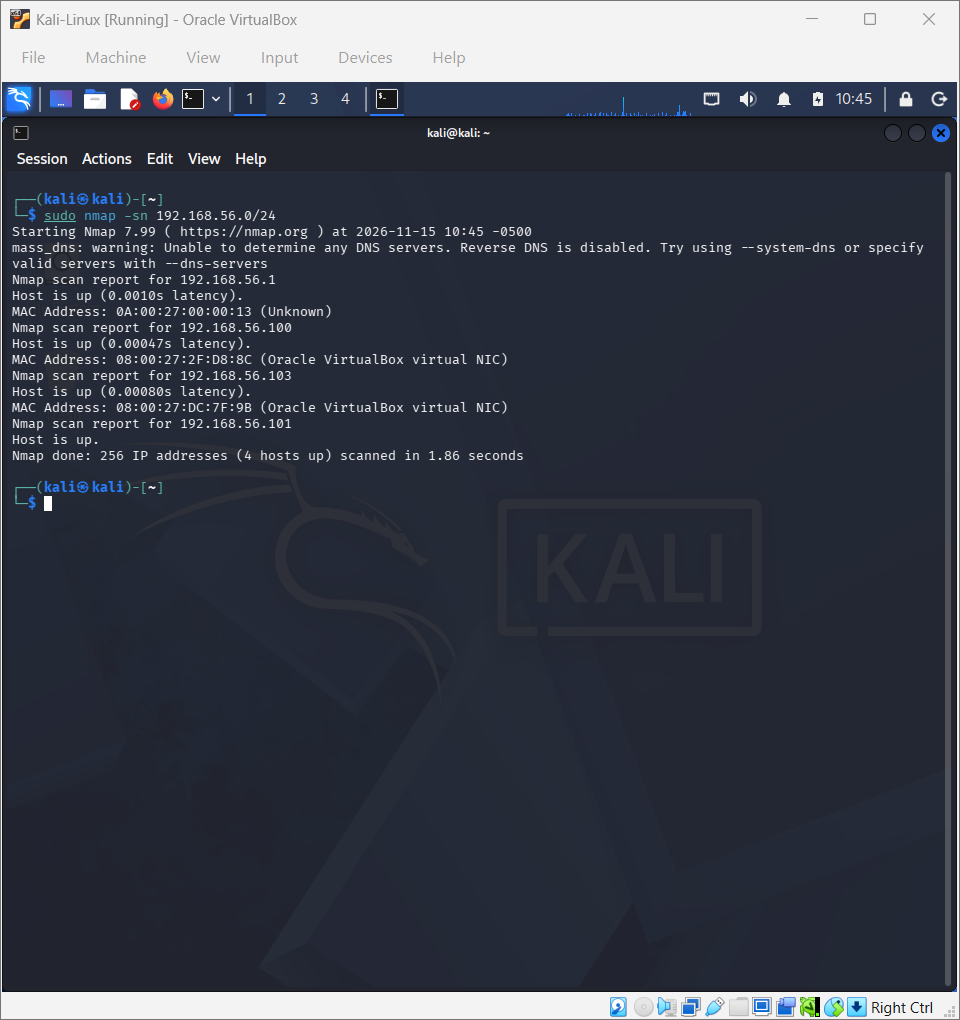 Kali-Linux [Running] - Oracle VirtualBox
File Machine View Input Devices Help
1 2 3 4 10:45
kali@kali: ~
Session Actions Edit View Help
┌──(kali㉿kali)-[~]
└─$ sudo nmap -sn 192.168.56.0/24
Starting Nmap 7.99 ( https://nmap.org ) at 2026-11-15 10:45 -0500
mass_dns: warning: Unable to determine any DNS servers. Reverse DNS is disabled. Try using --system-dns or specify
valid servers with --dns-servers
Nmap scan report for 192.168.56.1
Host is up (0.0010s latency).
MAC Address: 0A:00:27:00:00:13 (Unknown)
Nmap scan report for 192.168.56.100
Host is up (0.00047s latency).
MAC Address: 08:00:27:2F:D8:8C (Oracle VirtualBox virtual NIC)
Nmap scan report for 192.168.56.103
Host is up (0.00080s latency).
MAC Address: 08:00:27:DC:7F:9B (Oracle VirtualBox virtual NIC)
Nmap scan report for 192.168.56.101
Host is up.
Nmap done: 256 IP addresses (4 hosts up) scanned in 1.86 seconds
┌──(kali㉿kali)-[~]
└─$
KALI
Right Ctrl